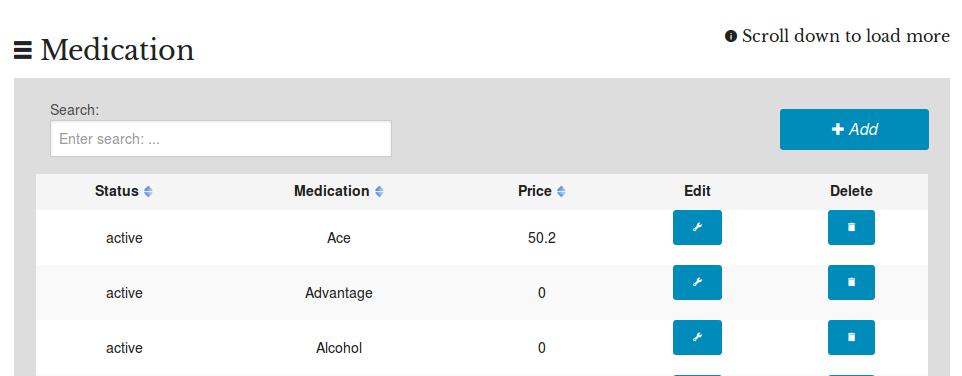 Medication
Scroll down to load more
Search:
Enter search: ...
Add
Status Medication Price Edit Delete
active Ace 50.2
active Advantage 0
active Alcohol 0